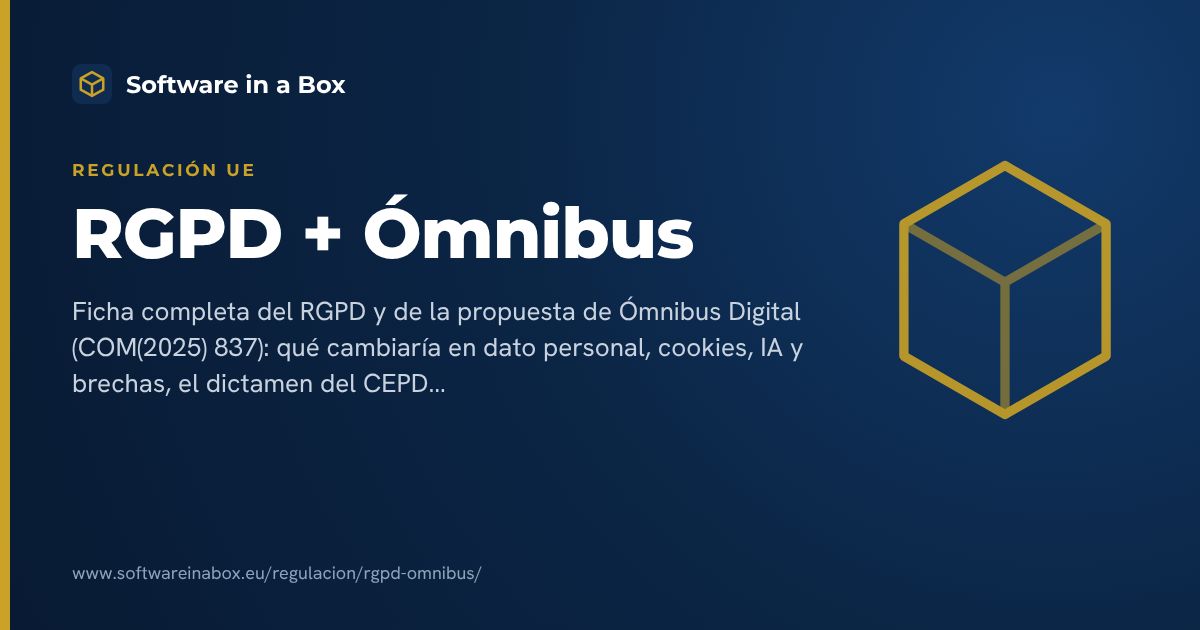 Software in a Box
REGULACIÓN UE
RGPD + Ómnibus
Ficha completa del RGPD y de la propuesta de Ómnibus Digital
(COM(2025) 837): qué cambiaría en dato personal, cookies, IA y
brechas, el dictamen del CEPD...
www.softwareinabox.eu/regulacion/rgpd-omnibus/